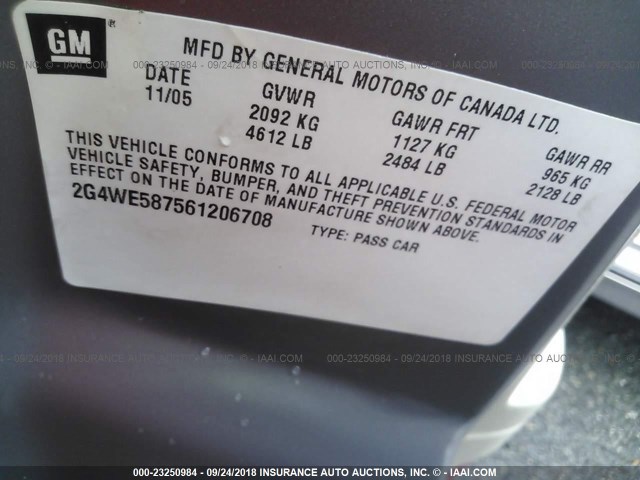 GM
MFD BY GENERAL MOTORS OF CANADA LTD.
DATE GVWR GAWR FRT GAWR RR
11/05 2092 KG 1127 KG 965 KG
4612 LB 2484 LB 2128 LB
THIS VEHICLE CONFORMS TO ALL APPLICABLE U.S. FEDERAL MOTOR
VEHICLE SAFETY, BUMPER, AND THEFT PREVENTION STANDARDS IN
EFFECT ON THE DATE OF MANUFACTURE SHOWN ABOVE.
2G4WE587561206708 TYPE: PASS CAR
000-23250984 - 09/24/2018 INSURANCE AUTO AUCTIONS, INC. - © IAAI.COM